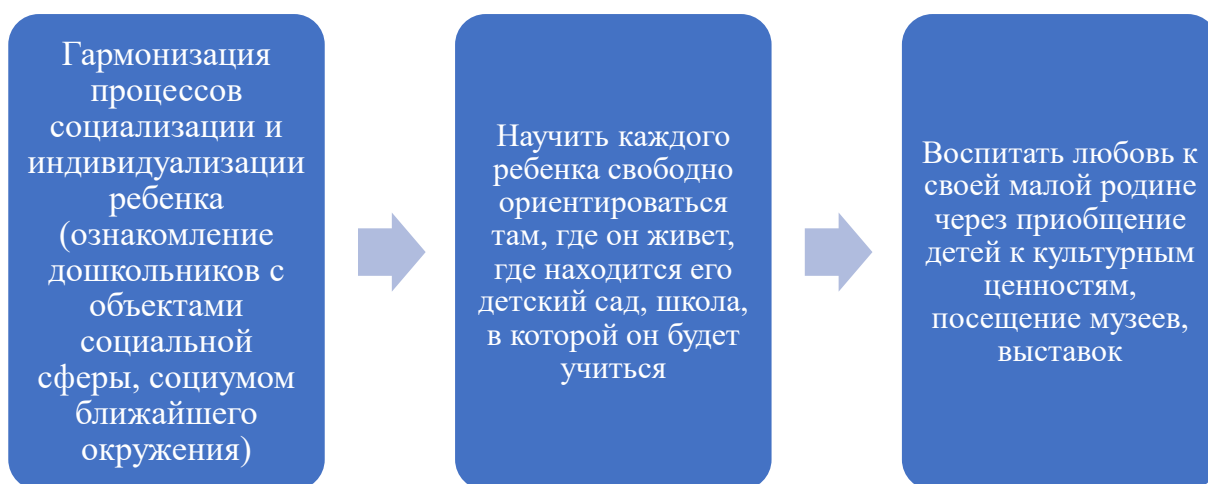 Гармонизация
процессов
социализации и
индивидуализации
ребенка
(ознакомление
дошкольников с
объектами
социальной
сферы, социумом
ближайшего
окружения)
Научить каждого
ребенка свободно
ориентироваться
там, где он живет,
где находится его
детский сад, школа,
в которой он будет
учиться
Воспитать любовь к
своей малой родине
через приобщение
детей к культурным
ценностям,
посещение музеев,
выставок